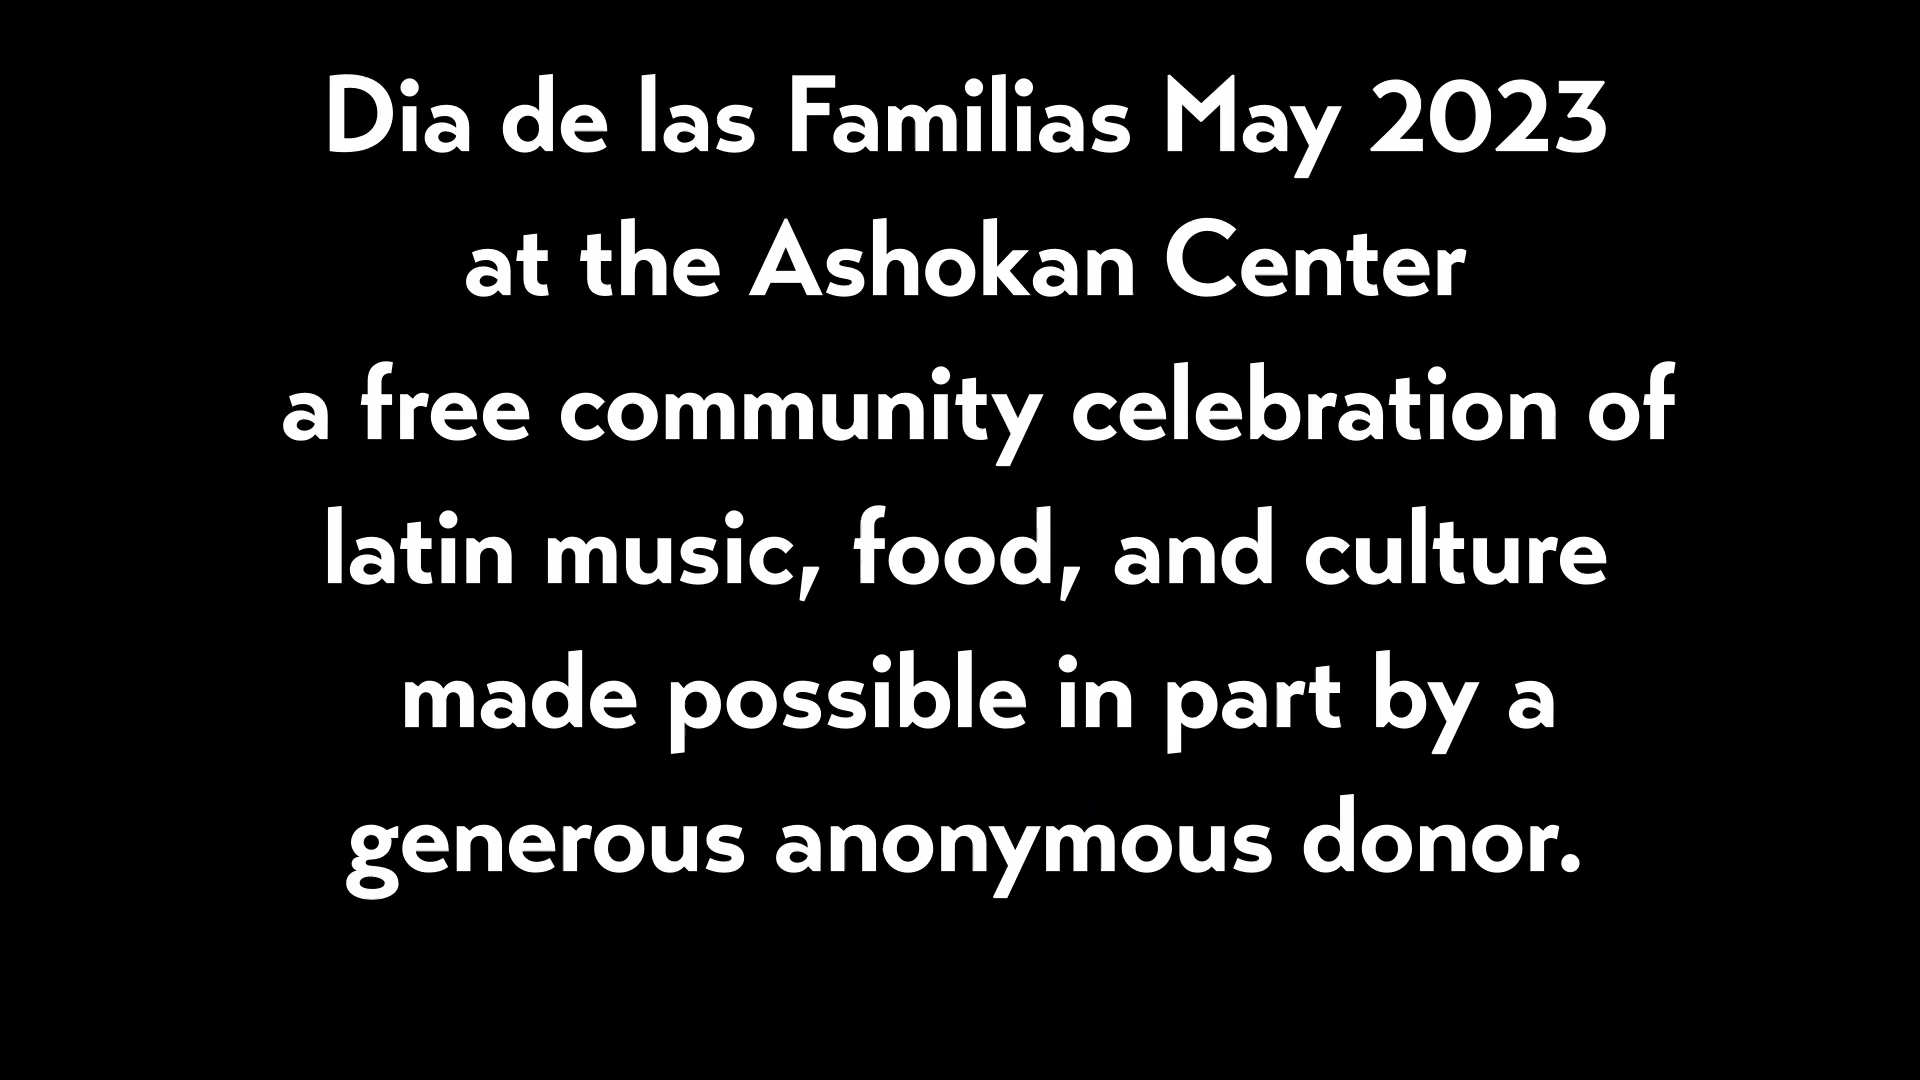 Dia de las Familias May 2023
at the Ashokan Center
a free community celebration of
latin music, food, and culture
made possible in part by a
generous anonymous donor.